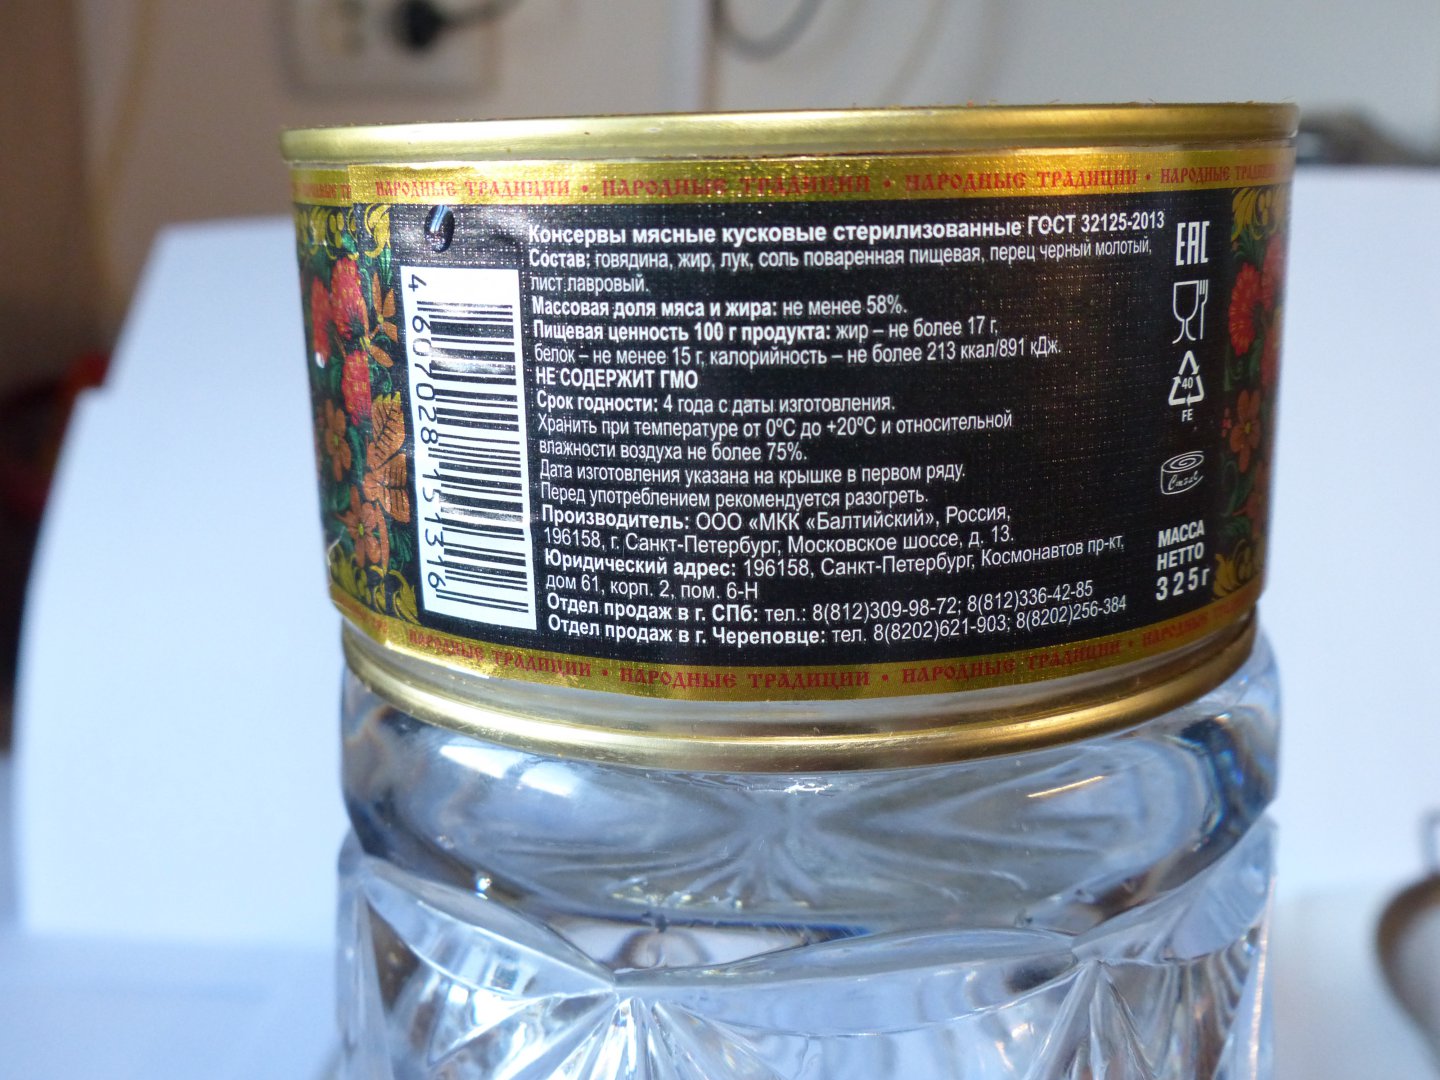 НАРОДНЫЕ ТРАДИЦИИ • НАРОДНЫЕ ТРАДИЦИИ • НАРОДНЫЕ ТРАДИЦИИ • НАРОДНЫЕ ТРАДИЦИИ
Консервы мясные кусковые стерилизованные ГОСТ 32125-2013
Состав: говядина, жир, лук, соль поваренная пищевая, перец черный молотый,
лист лавровый.
Массовая доля мяса и жира: не менее 58%.
Пищевая ценность 100 г продукта: жир – не более 17 г,
белок – не менее 15 г, калорийность – не более 213 ккал/891 кДж.
НЕ СОДЕРЖИТ ГМО
Срок годности: 4 года с даты изготовления.
Хранить при температуре от 0ºС до +20ºС и относительной
влажности воздуха не более 75%.
Дата изготовления указана на крышке в первом ряду.
Перед употреблением рекомендуется разогреть.
Производитель: ООО «МКК «Балтийский», Россия,
196158, г. Санкт-Петербург, Московское шоссе, д. 13.
Юридический адрес: 196158, Санкт-Петербург, Космонавтов пр-кт,
дом 61, корп. 2, пом. 6-Н
Отдел продаж в г. СПб: тел.: 8(812)309-98-72; 8(812)336-42-85
Отдел продаж в г. Череповце: тел. 8(8202)621-903; 8(8202)256-384
4 607028 151316
ЕАС
40
FE
МАССА
НЕТТО
325г
НАРОДНЫЕ ТРАДИЦИИ • НАРОДНЫЕ ТРАДИЦИИ • НАРОДНЫЕ ТРАДИЦИИ • НАРОДНЫЕ